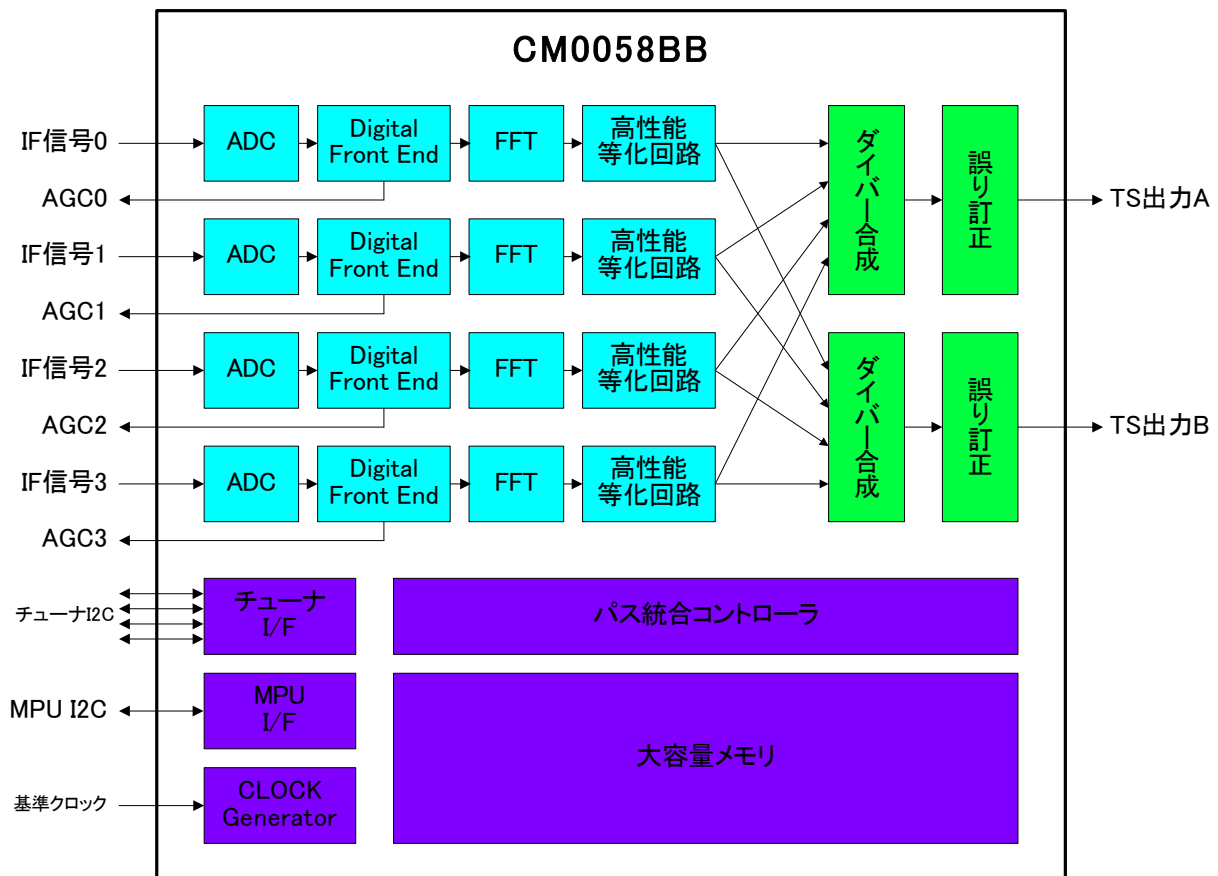 CM0058BB
IF信号0
ADC
Digital
Front End
FFT
高性能
等化回路
AGC0
IF信号1
ADC
Digital
Front End
FFT
高性能
等化回路
AGC1
ダイバー合成
誤り訂正
TS出力A
IF信号2
ADC
Digital
Front End
FFT
高性能
等化回路
AGC2
IF信号3
ADC
Digital
Front End
FFT
高性能
等化回路
AGC3
ダイバー合成
誤り訂正
TS出力B
チューナI2C
チューナ
I/F
パス統合コントローラ
MPU I2C
MPU
I/F
大容量メモリ
基準クロック
CLOCK
Generator